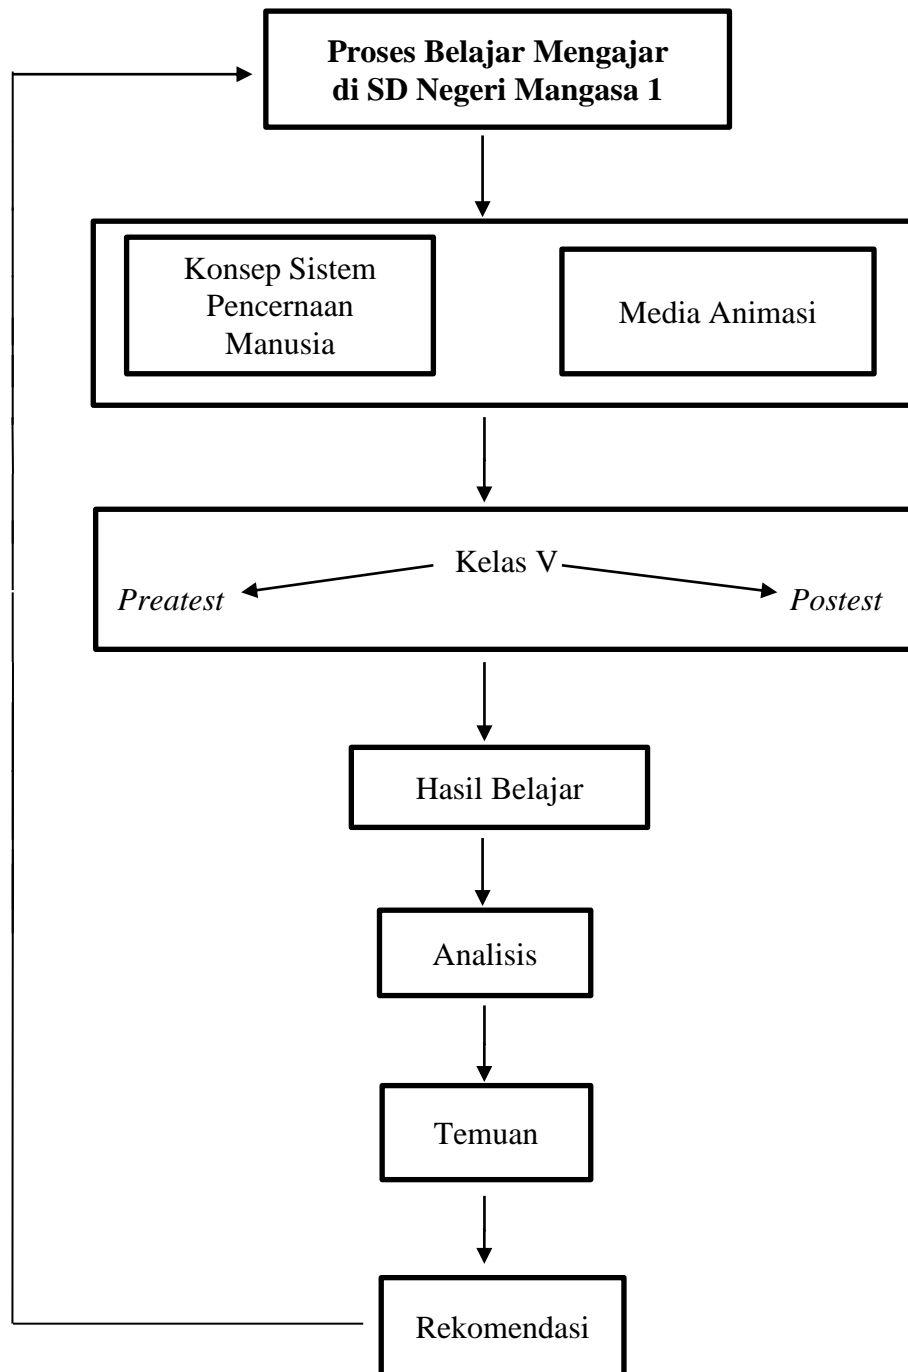 Proses Belajar Mengajar
di SD Negeri Mangasa 1
Konsep Sistem
Pencernaan
Manusia
Media Animasi
Kelas V
Preatest
Postest
Hasil Belajar
Analisis
Temuan
Rekomendasi